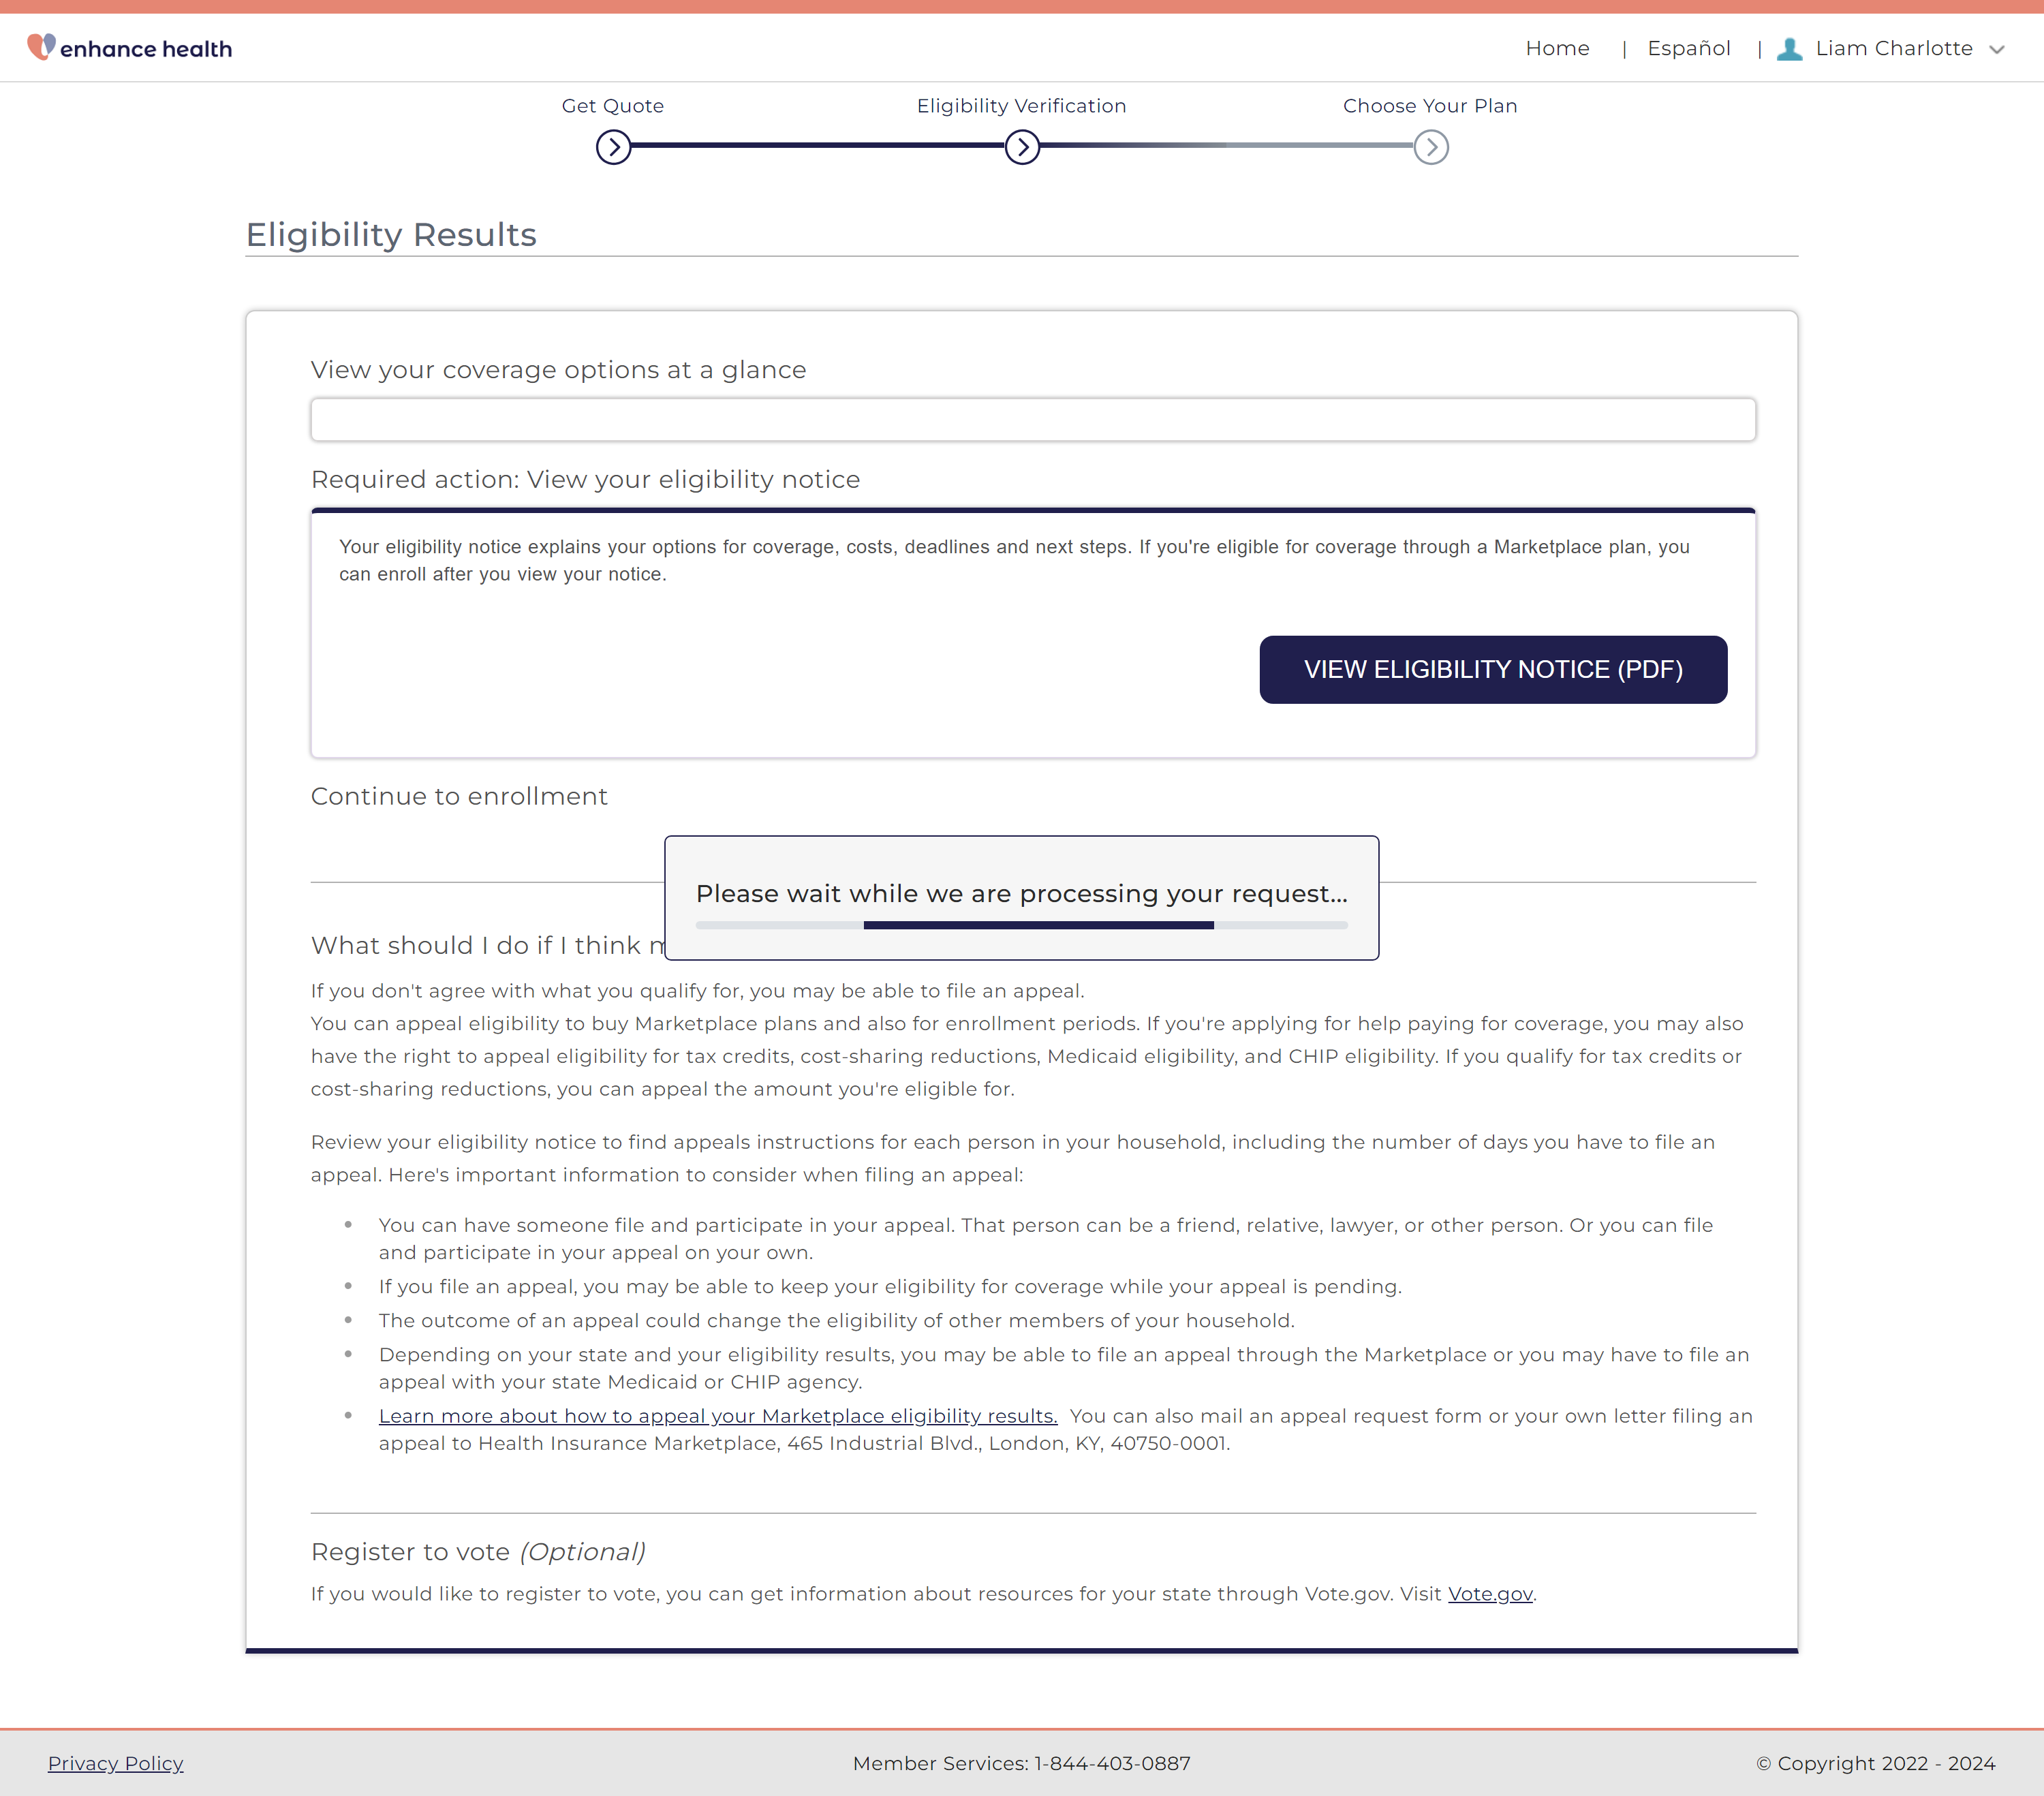 enhance health
Home | Español | Liam Charlotte
Get Quote
Eligibility Verification
Choose Your Plan
Eligibility Results
View your coverage options at a glance
Required action: View your eligibility notice
Your eligibility notice explains your options for coverage, costs, deadlines and next steps. If you're eligible for coverage through a Marketplace plan, you
can enroll after you view your notice.
VIEW ELIGIBILITY NOTICE (PDF)
Continue to enrollment
Please wait while we are processing your request...
What should I do if I think
If you don't agree with what you qualify for, you may be able to file an appeal.
You can appeal eligibility to buy Marketplace plans and also for enrollment periods. If you're applying for help paying for coverage, you may also
have the right to appeal eligibility for tax credits, cost-sharing reductions, Medicaid eligibility, and CHIP eligibility. If you qualify for tax credits or
cost-sharing reductions, you can appeal the amount you're eligible for.
Review your eligibility notice to find appeals instructions for each person in your household, including the number of days you have to file an
appeal. Here's important information to consider when filing an appeal:
You can have someone file and participate in your appeal. That person can be a friend, relative, lawyer, or other person. Or you can file
and participate in your appeal on your own.
If you file an appeal, you may be able to keep your eligibility for coverage while your appeal is pending.
The outcome of an appeal could change the eligibility of other members of your household.
Depending on your state and your eligibility results, you may be able to file an appeal through the Marketplace or you may have to file an
appeal with your state Medicaid or CHIP agency.
Learn more about how to appeal your Marketplace eligibility results. You can also mail an appeal request form or your own letter filing an
appeal to Health Insurance Marketplace, 465 Industrial Blvd., London, KY, 40750-0001.
Register to vote (Optional)
If you would like to register to vote, you can get information about resources for your state through Vote.gov. Visit Vote.gov.
Privacy Policy
Member Services: 1-844-403-0887
© Copyright 2022 - 2024